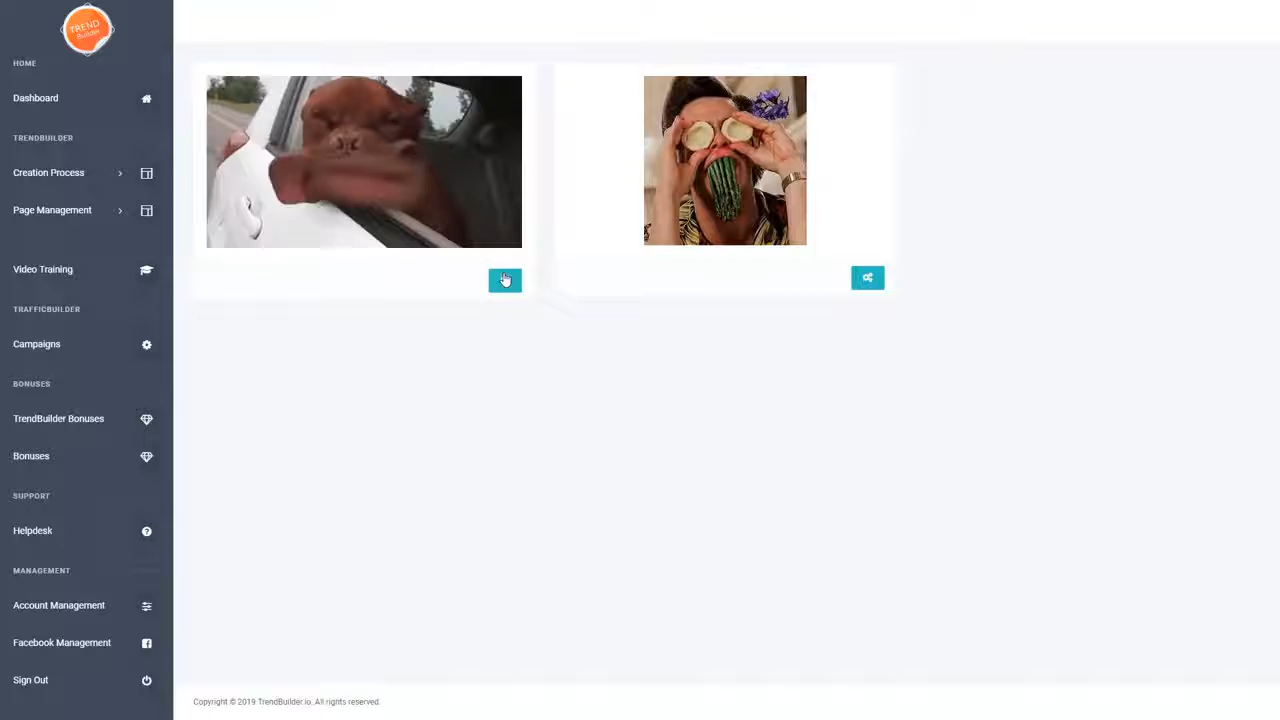 TREND
Builder
HOME
Dashboard
TRENDBUILDER
Creation Process
Page Management
Video Training
TRAFFICBUILDER
Campaigns
BONUSES
TrendBuilder Bonuses
Bonuses
SUPPORT
Helpdesk
MANAGEMENT
Account Management
Facebook Management
Sign Out
Copyright © 2019 TrendBuilder.io. All rights reserved.